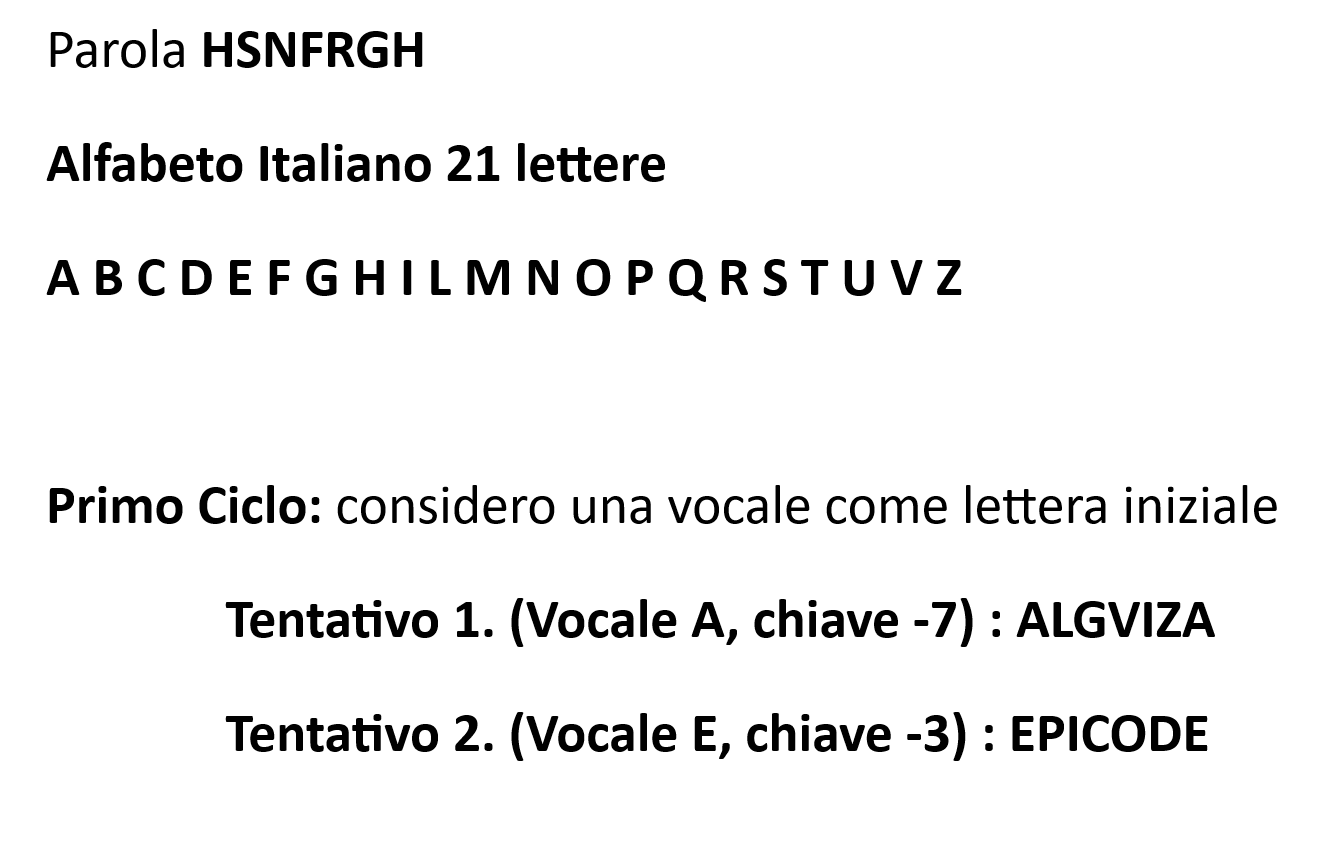 Parola HSNFRGH
Alfabeto Italiano 21 lettere
A B C D E F G H I L M N O P Q R S T U V Z
Primo Ciclo: considero una vocale come lettera iniziale
Tentativo 1. (Vocale A, chiave -7) : ALGVIZA
Tentativo 2. (Vocale E, chiave -3) : EPICODE